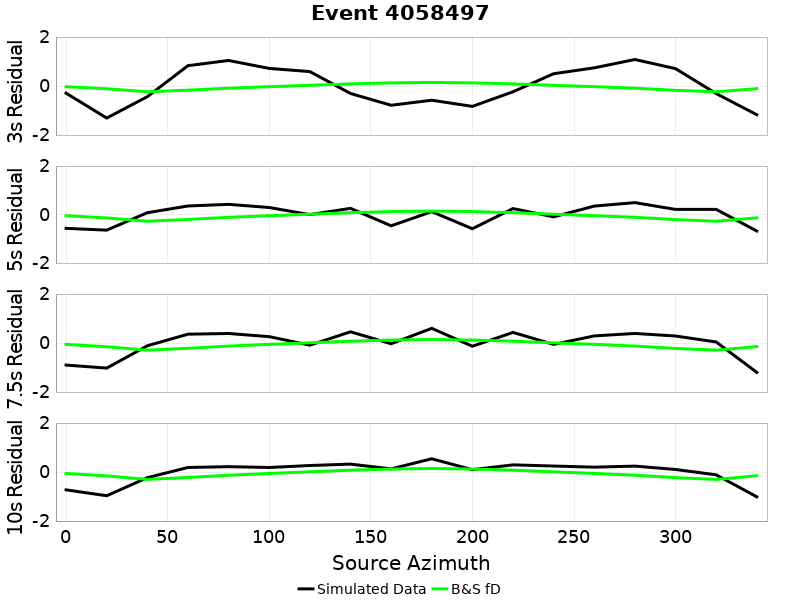 Event 4058497
3s Residual
2
0
-2
5s Residual
2
0
-2
7.5s Residual
2
0
-2
10s Residual
2
0
-2
0 50 100 150 200 250 300
Source Azimuth
Simulated Data B&S fD